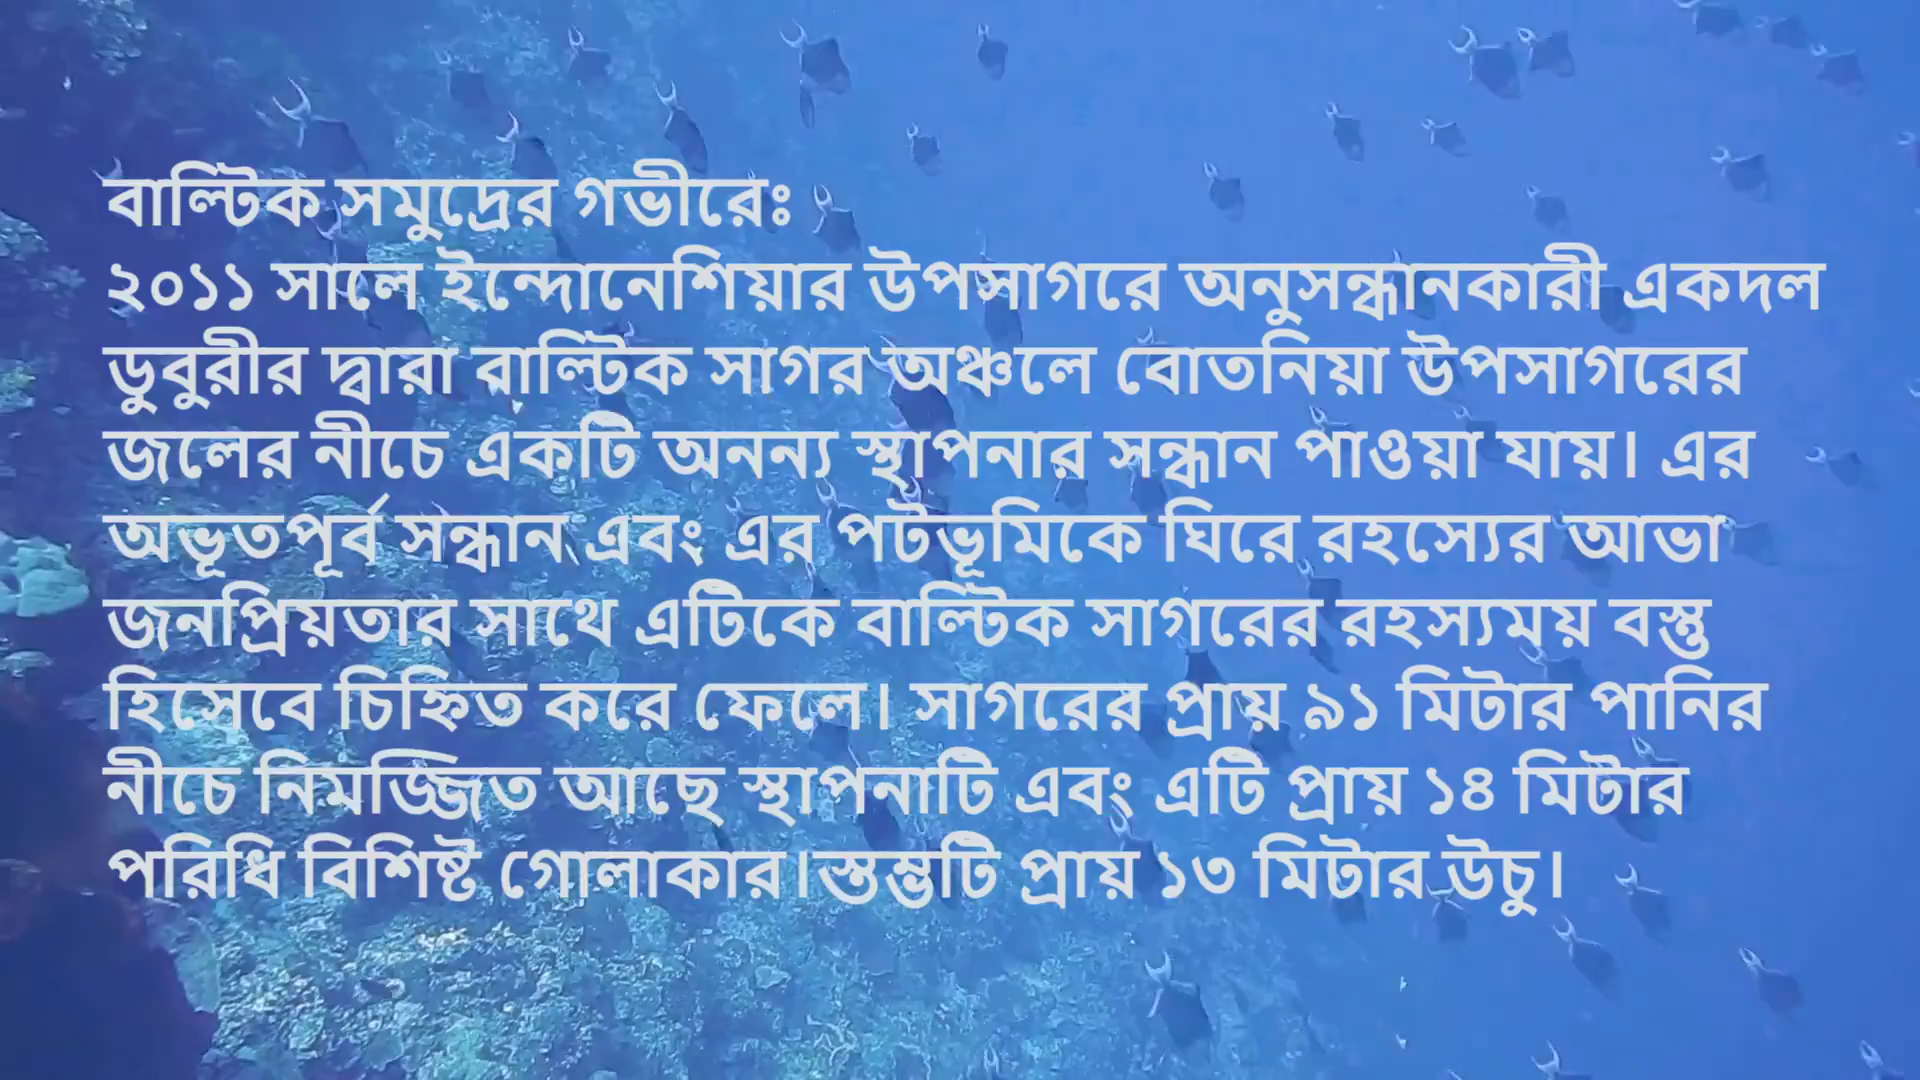 বাল্টিক সমুদ্রের গভীরেঃ
২০১১ সালে ইন্দোনেশিয়ার উপসাগরে অনুসন্ধানকারী একদল
ডুবুরীর দ্বারা বাল্টিক সাগর অঞ্চলে বোতনিয়া উপসাগরের
জলের নীচে একটি অনন্য স্থাপনার সন্ধান পাওয়া যায়। এর
অভূতপূর্ব সন্ধান এবং এর পটভূমিকে ঘিরে রহস্যের আভা
জনপ্রিয়তার সাথে এটিকে বাল্টিক সাগরের রহস্যময় বস্তু
হিসেবে চিহ্নিত করে ফেলে। সাগরের প্রায় ৯১ মিটার পানির
নীচে নিমজ্জিত আছে স্থাপনাটি এবং এটি প্রায় ১৪ মিটার
পরিধি বিশিষ্ট গোলাকার।স্তম্ভটি প্রায় ১৩ মিটার উচু।